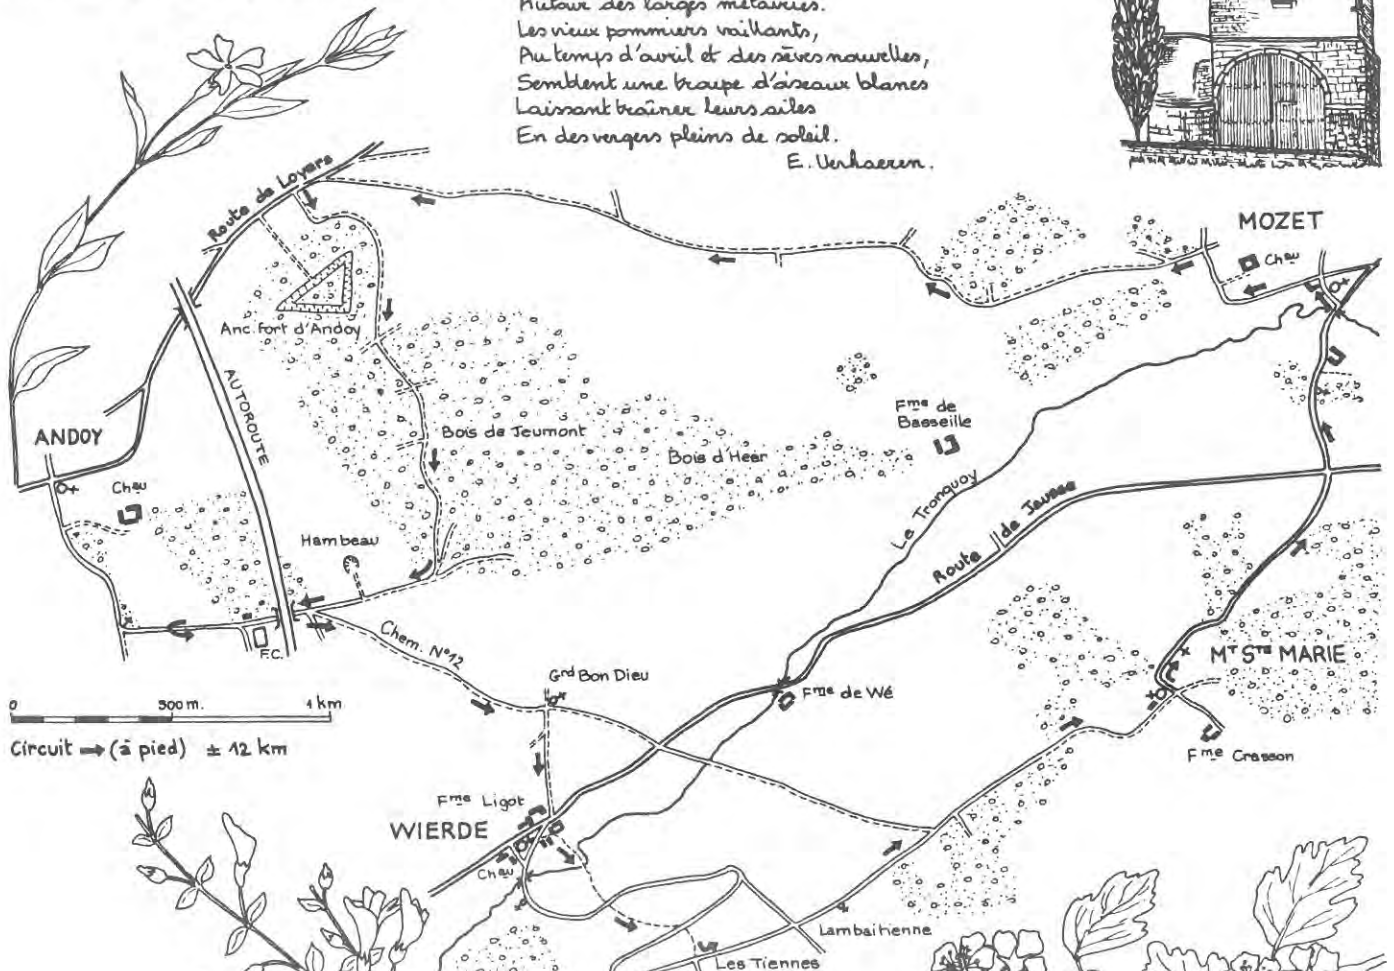 Autour des larges métairies.
Les vieux pommiers vaillants,
Au temps d'avril et des sèves nouvelles,
Semblent une troupe d'oiseaux blancs
Laissant traîner leurs ailes
En des vergers pleins de soleil.
E. Verhaeren.
Route de Loyers
MOZET
Chau
Anc. fort d'Andoy
AUTOROUTE
ANDOY
Chau
Bois de Jeumont
Bois d'Heer
Fme de
Basseille
Le Tronquoy
Route de Jausse
Hambeau
F.C.
Chem. N°12
Grd Bon Dieu
Fme de Wé
MT STE MARIE
Fme Crasson
0 500 m. 1 km
Circuit ➡ (à pied) ± 12 km
Fme Ligot
WIERDE
Chau
Lambaitienne
Les Tiennes